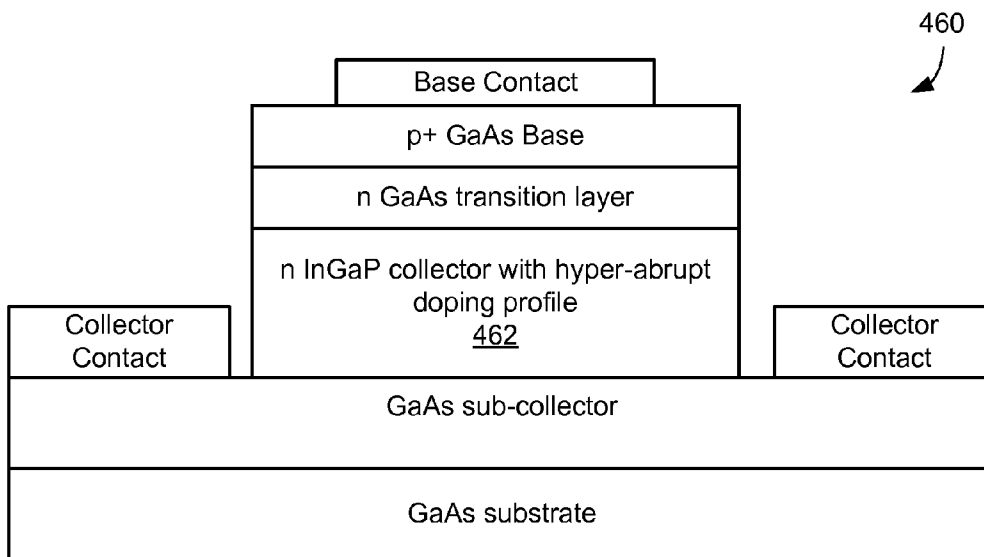 460
Base Contact
p+ GaAs Base
n GaAs transition layer
n InGaP collector with hyper-abrupt
doping profile
462
Collector
Contact
Collector
Contact
GaAs sub-collector
GaAs substrate